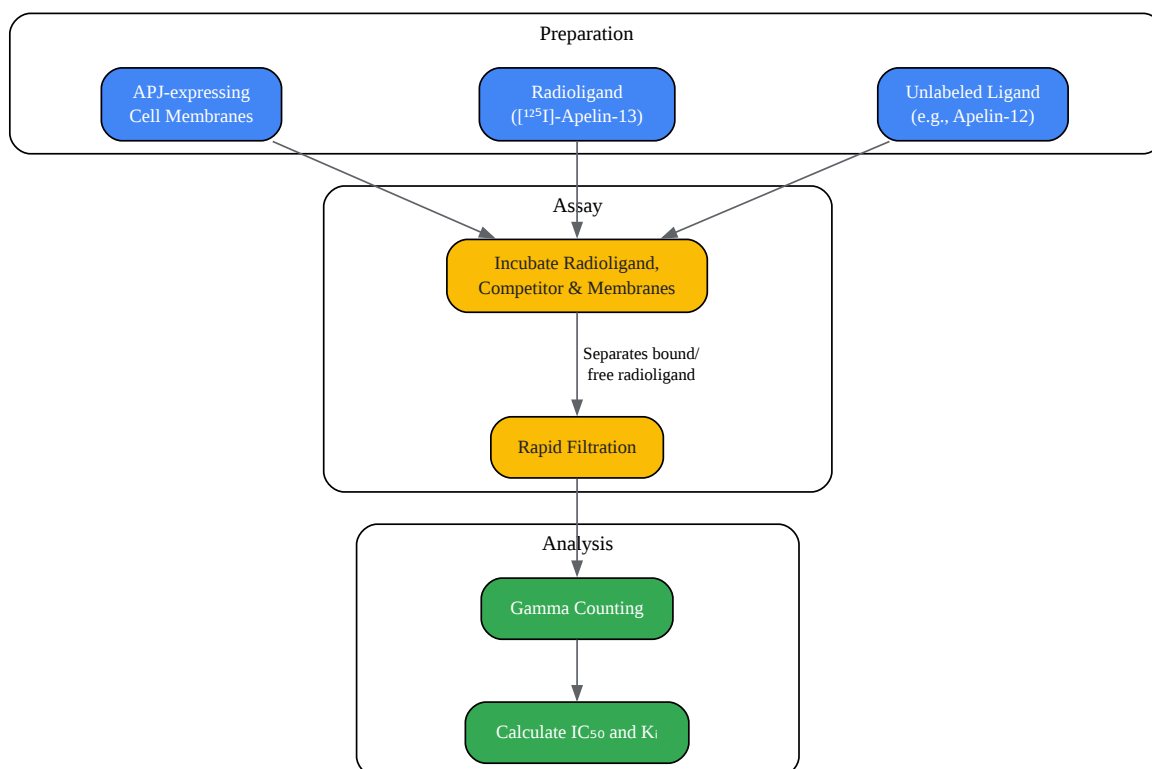 Preparation
APJ-expressing
Cell Membranes
Radioligand
([¹²⁵I]-Apelin-13)
Unlabeled Ligand
(e.g., Apelin-12)
Assay
Incubate Radioligand,
Competitor & Membranes
Separates bound/
free radioligand
Rapid Filtration
Analysis
Gamma Counting
Calculate IC₅₀ and Kᵢ